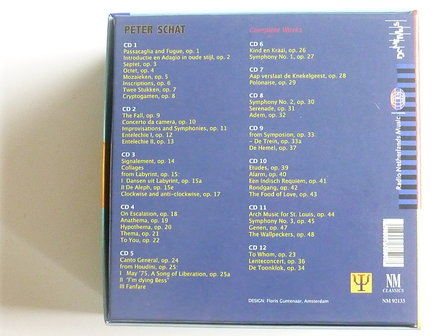 PETER SCHAT
Complete Works
CD 1
Passacaglia and Fugue, op. 1
Introductie en Adagio in oude stijl, op. 2
Septet, op. 3
Octet, op. 4
Mozaïeken, op. 5
Inscriptions, op. 6
Twee Stukken, op. 7
Cryptogamen, op. 8
CD 2
The Fall, op. 9
Concerto da camera, op. 10
Improvisations and Symphonies, op. 11
Entelechie I, op. 12
Entelechie II, op. 13
CD 3
Signalement, op. 14
Collages
from Labyrint, op. 15:
I Dansen uit Labyrint, op. 15a
II De Aleph, op. 15e
Clockwise and anti-clockwise, op. 17
CD 4
On Escalation, op. 18
Anathema, op. 19
Hypothema, op. 20
Thema, op. 21
To You, op. 22
CD 5
Canto General, op. 24
from Houdini, op. 25:
I May '75, A Song of Liberation, op. 25a
II "I'm dying Bess"
III Fanfare
CD 6
Kind en Kraai, op. 26
Symphony No. 1, op. 27
CD 7
Aap verslaat de Knekelgeest, op. 28
Polonaise, op. 29
CD 8
Symphony No. 2, op. 30
Serenade, op. 31
Adem, op. 32
CD 9
from Symposion, op. 33:
- De Trein, op. 33a
De Hemel, op. 37
CD 10
Etudes, op. 39
Alarm, op. 40
Een Indisch Requiem, op. 41
Rondgang, op. 42
The Food of Love, op. 43
CD 11
Arch Music for St. Louis, op. 44
Symphony No. 3, op. 45
Genen, op. 47
The Wallpeckers, op. 48
CD 12
To Whom, op. 23
Lenteconcert, op. 36
De Toonklok, op. 34
DESIGN: Floris Guntenaar, Amsterdam
Radio Netherlands Music
NM
CLASSICS
NM 92135